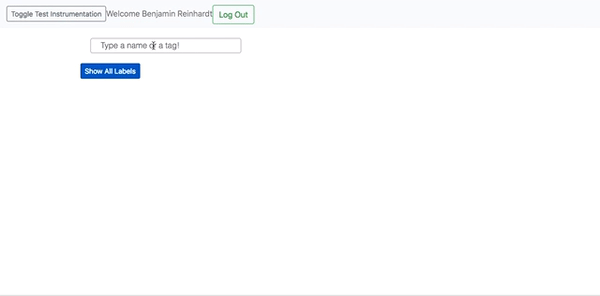 Toggle Test Instrumentation Welcome Benjamin Reinhardt Log Out
Type a name or a tag!
Show All Labels